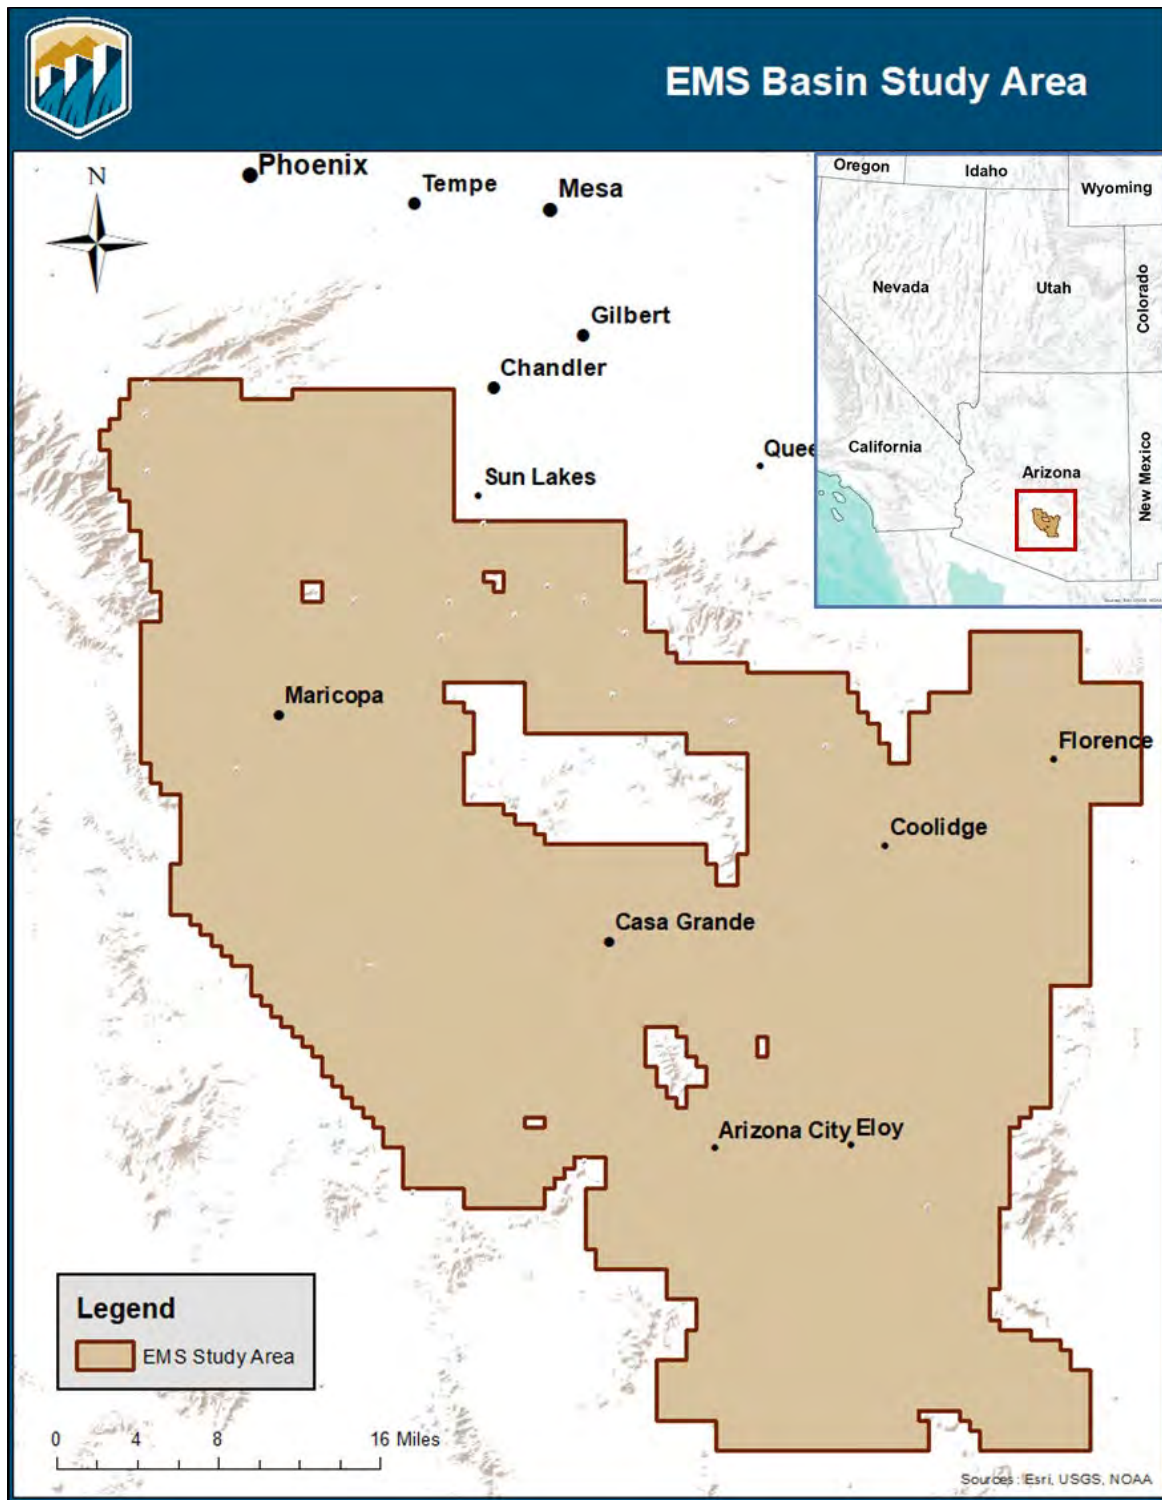 EMS Basin Study Area
N
Phoenix
Tempe
Mesa
Gilbert
Chandler
Sun Lakes
Quee
Oregon
Idaho
Wyoming
Nevada
Utah
Colorado
California
Arizona
New Mexico
Maricopa
Florence
Coolidge
Casa Grande
Arizona City
Eloy
Legend
EMS Study Area
0 4 8 16 Miles
Sources: Esri, USGS, NOAA